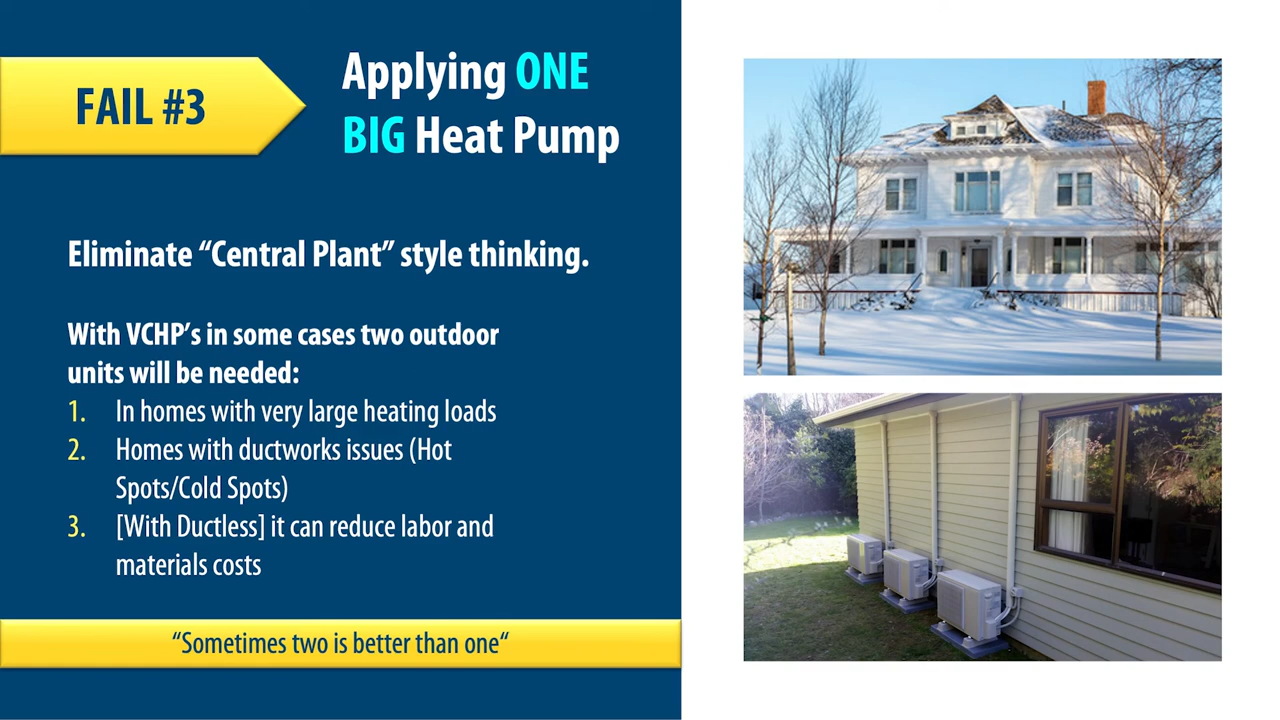 FAIL #3
Applying ONE
BIG Heat Pump
Eliminate “Central Plant” style thinking.
With VCHP’s in some cases two outdoor
units will be needed:
1. In homes with very large heating loads
2. Homes with ductworks issues (Hot
Spots/Cold Spots)
3. [With Ductless] it can reduce labor and
materials costs
“Sometimes two is better than one“